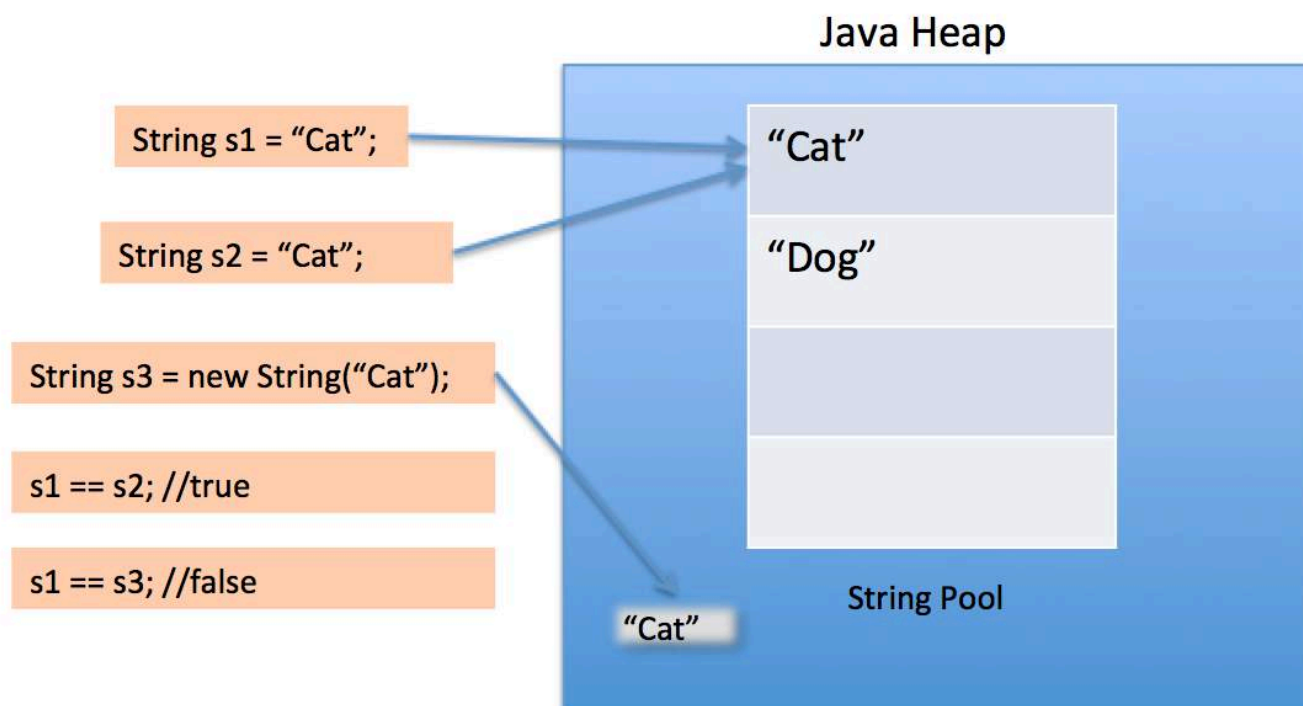 Java Heap
String s1 = “Cat”;
“Cat”
String s2 = “Cat”;
“Dog”
String s3 = new String(“Cat”);
s1 == s2; //true
s1 == s3; //false
String Pool
“Cat”